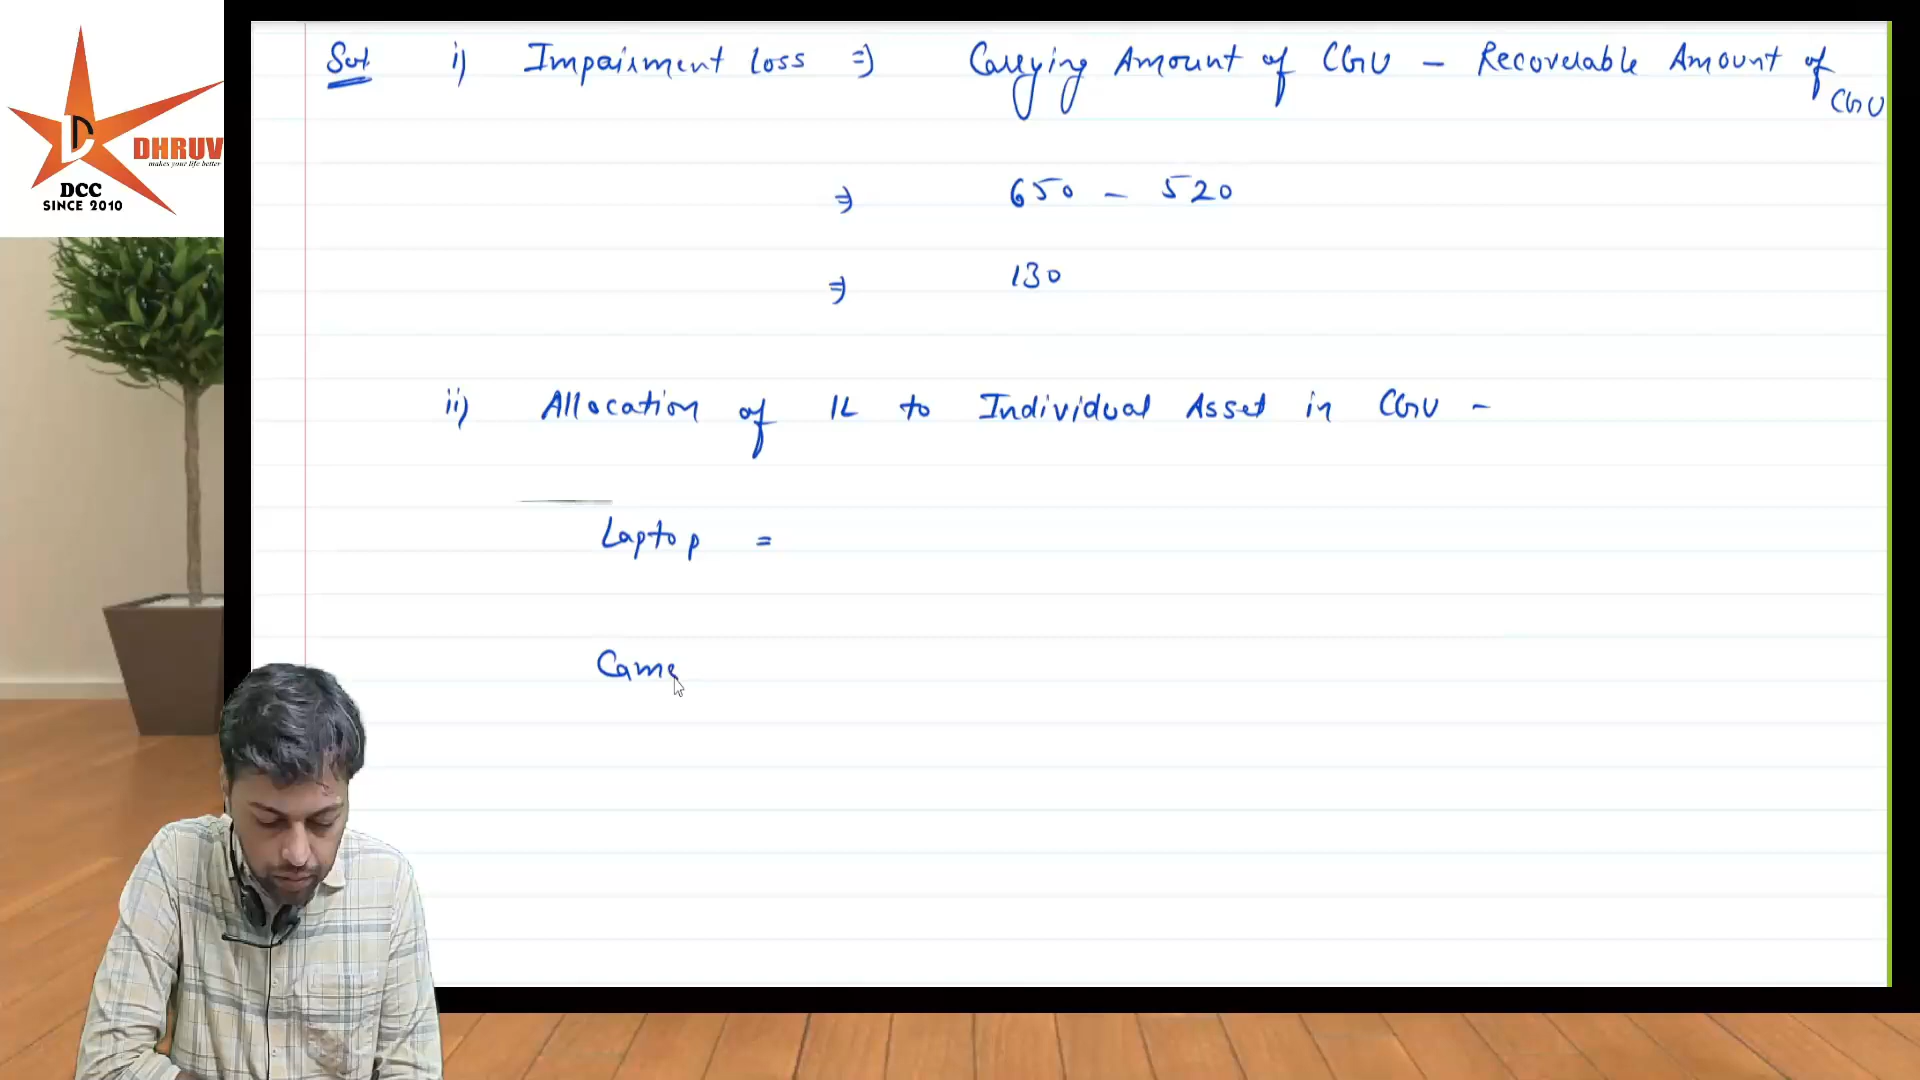 DHRUV
makes your life better
DCC
SINCE 2010
Sol i) Impairment loss ⇒ Carrying Amount of CGU - Recoverable Amount of CGU
⇒ 650 - 520
⇒ 130
ii) Allocation of IL to Individual Asset in CGU -
Laptop =
Came